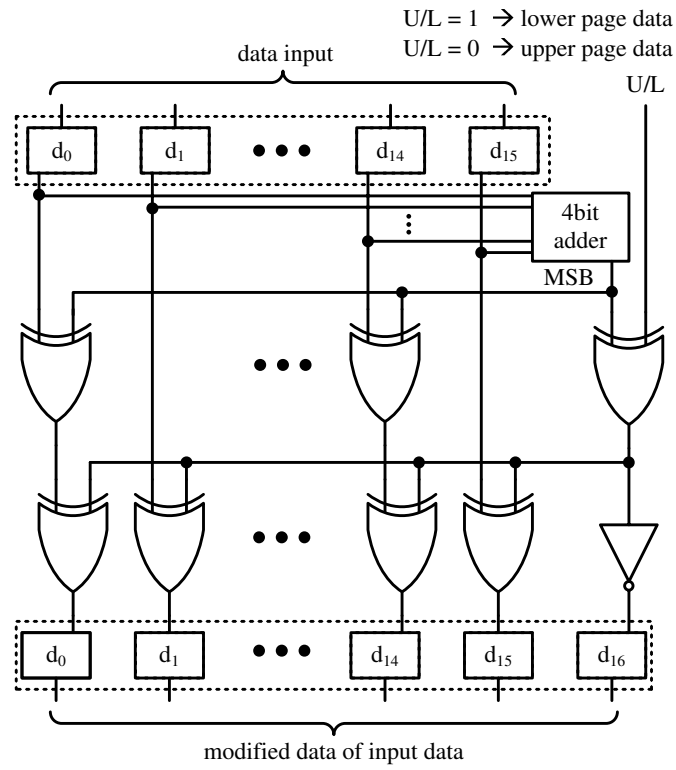 U/L = 1 → lower page data
U/L = 0 → upper page data
data input
U/L
d₀ d₁ ••• d₁₄ d₁₅
4bit
adder
MSB
d₀ d₁ ••• d₁₄ d₁₅ d₁₆
modified data of input data